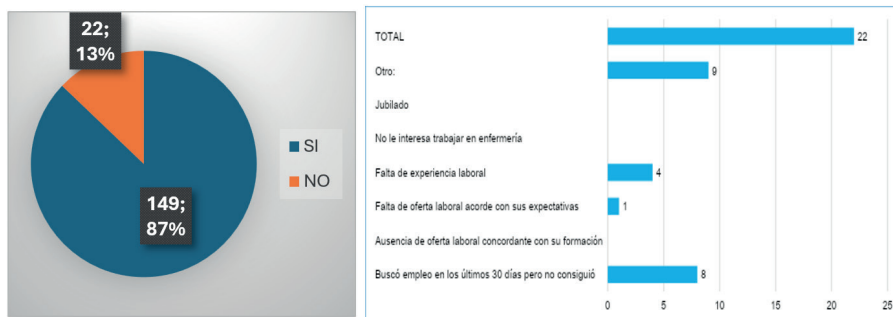 22;
13%
149;
87%
SI
NO
TOTAL
22
Otro:
9
Jubilado
No le interesa trabajar en enfermería
Falta de experiencia laboral
4
Falta de oferta laboral acorde con sus expectativas
1
Ausencia de oferta laboral concordante con su formación
Buscó empleo en los últimos 30 días pero no consiguió
8
0 5 10 15 20 25